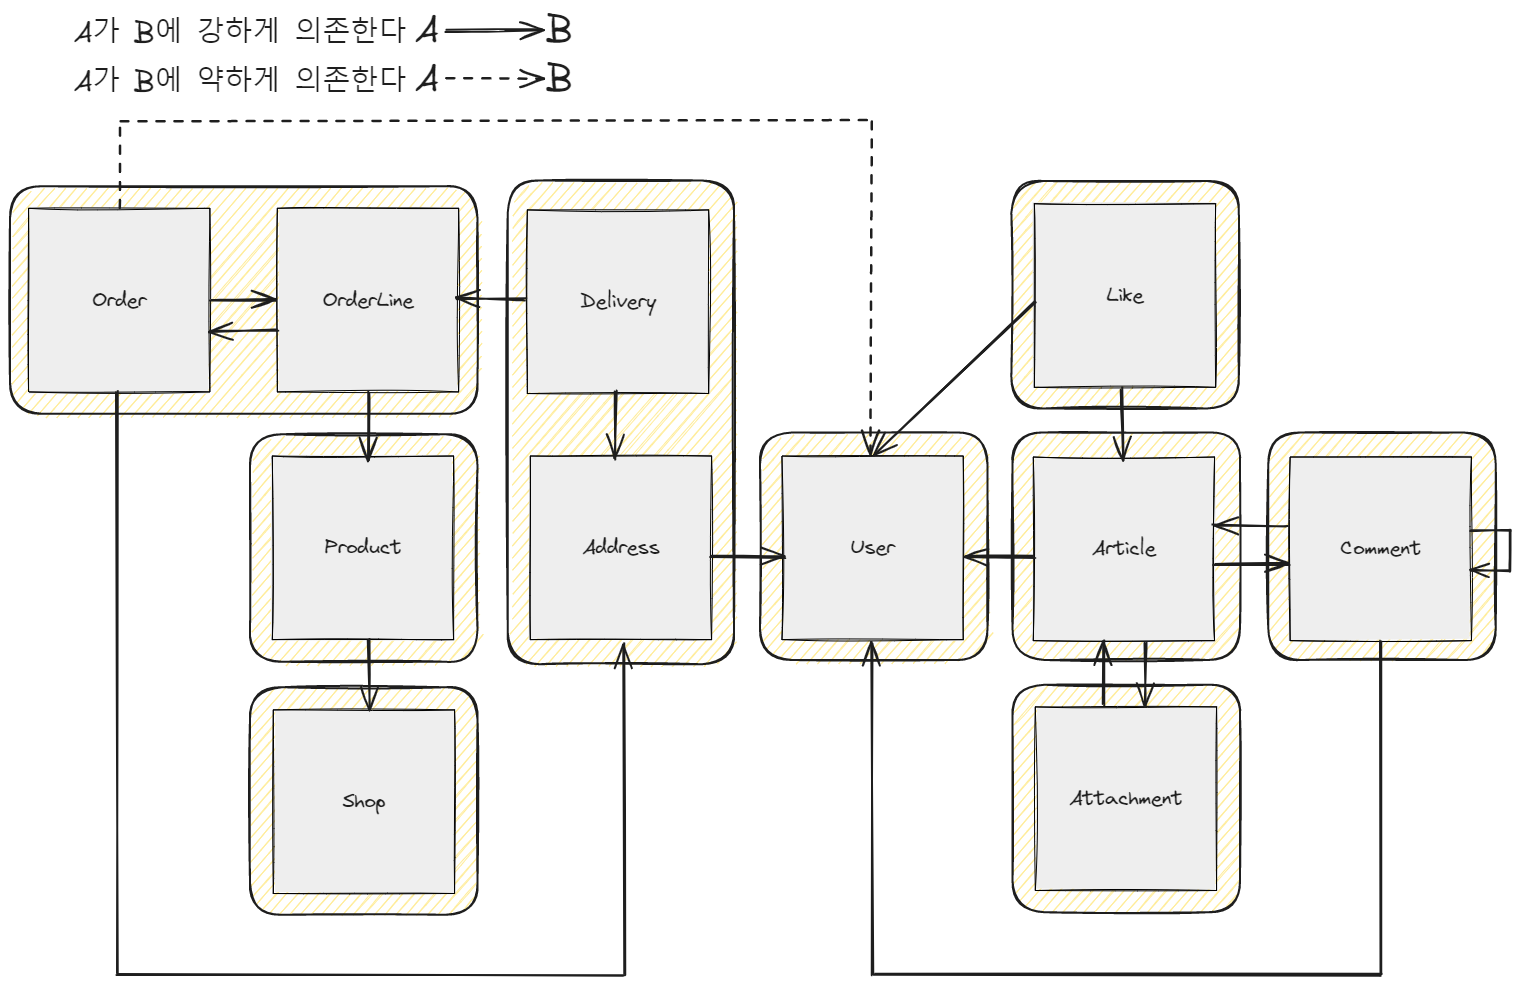 A가 B에 강하게 의존한다 A B
A가 B에 약하게 의존한다 A B
Order
OrderLine
Delivery
Like
Product
Address
User
Article
Comment
Shop
Attachment